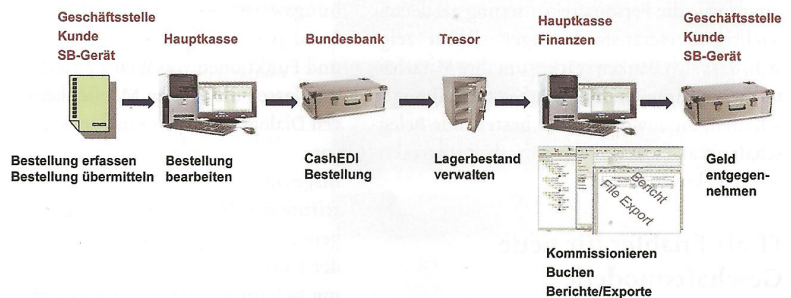 Geschäftsstelle
Kunde
SB-Gerät
Hauptkasse
Bundesbank
Tresor
Hauptkasse
Finanzen
Geschäftsstelle
Kunde
SB-Gerät
Bestellung erfassen
Bestellung übermitteln
Bestellung
bearbeiten
CashEDI
Bestellung
Lagerbestand
verwalten
Bericht
File Export
Kommissionieren
Buchen
Berichte/Exporte
Geld
entgegen-
nehmen